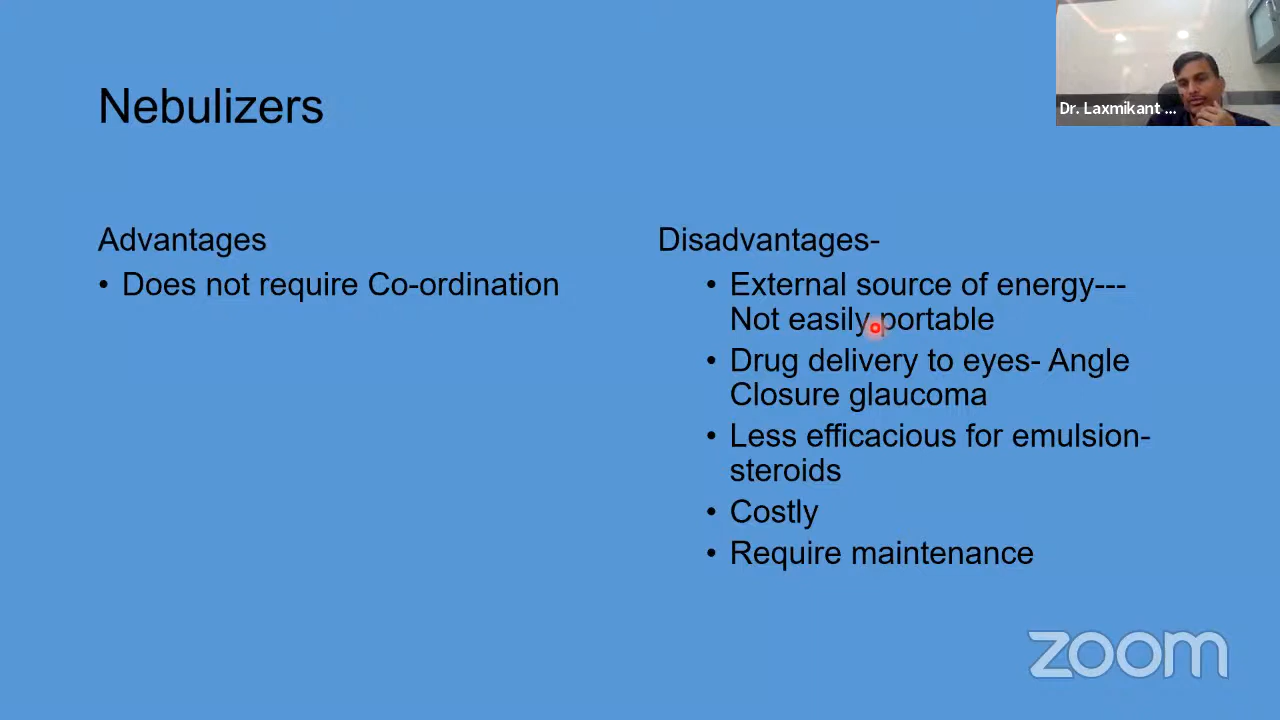 Dr. Laxmikant ...
Nebulizers
Advantages
• Does not require Co-ordination
Disadvantages-
• External source of energy---
Not easily portable
• Drug delivery to eyes- Angle
Closure glaucoma
• Less efficacious for emulsion-
steroids
• Costly
• Require maintenance
zoom